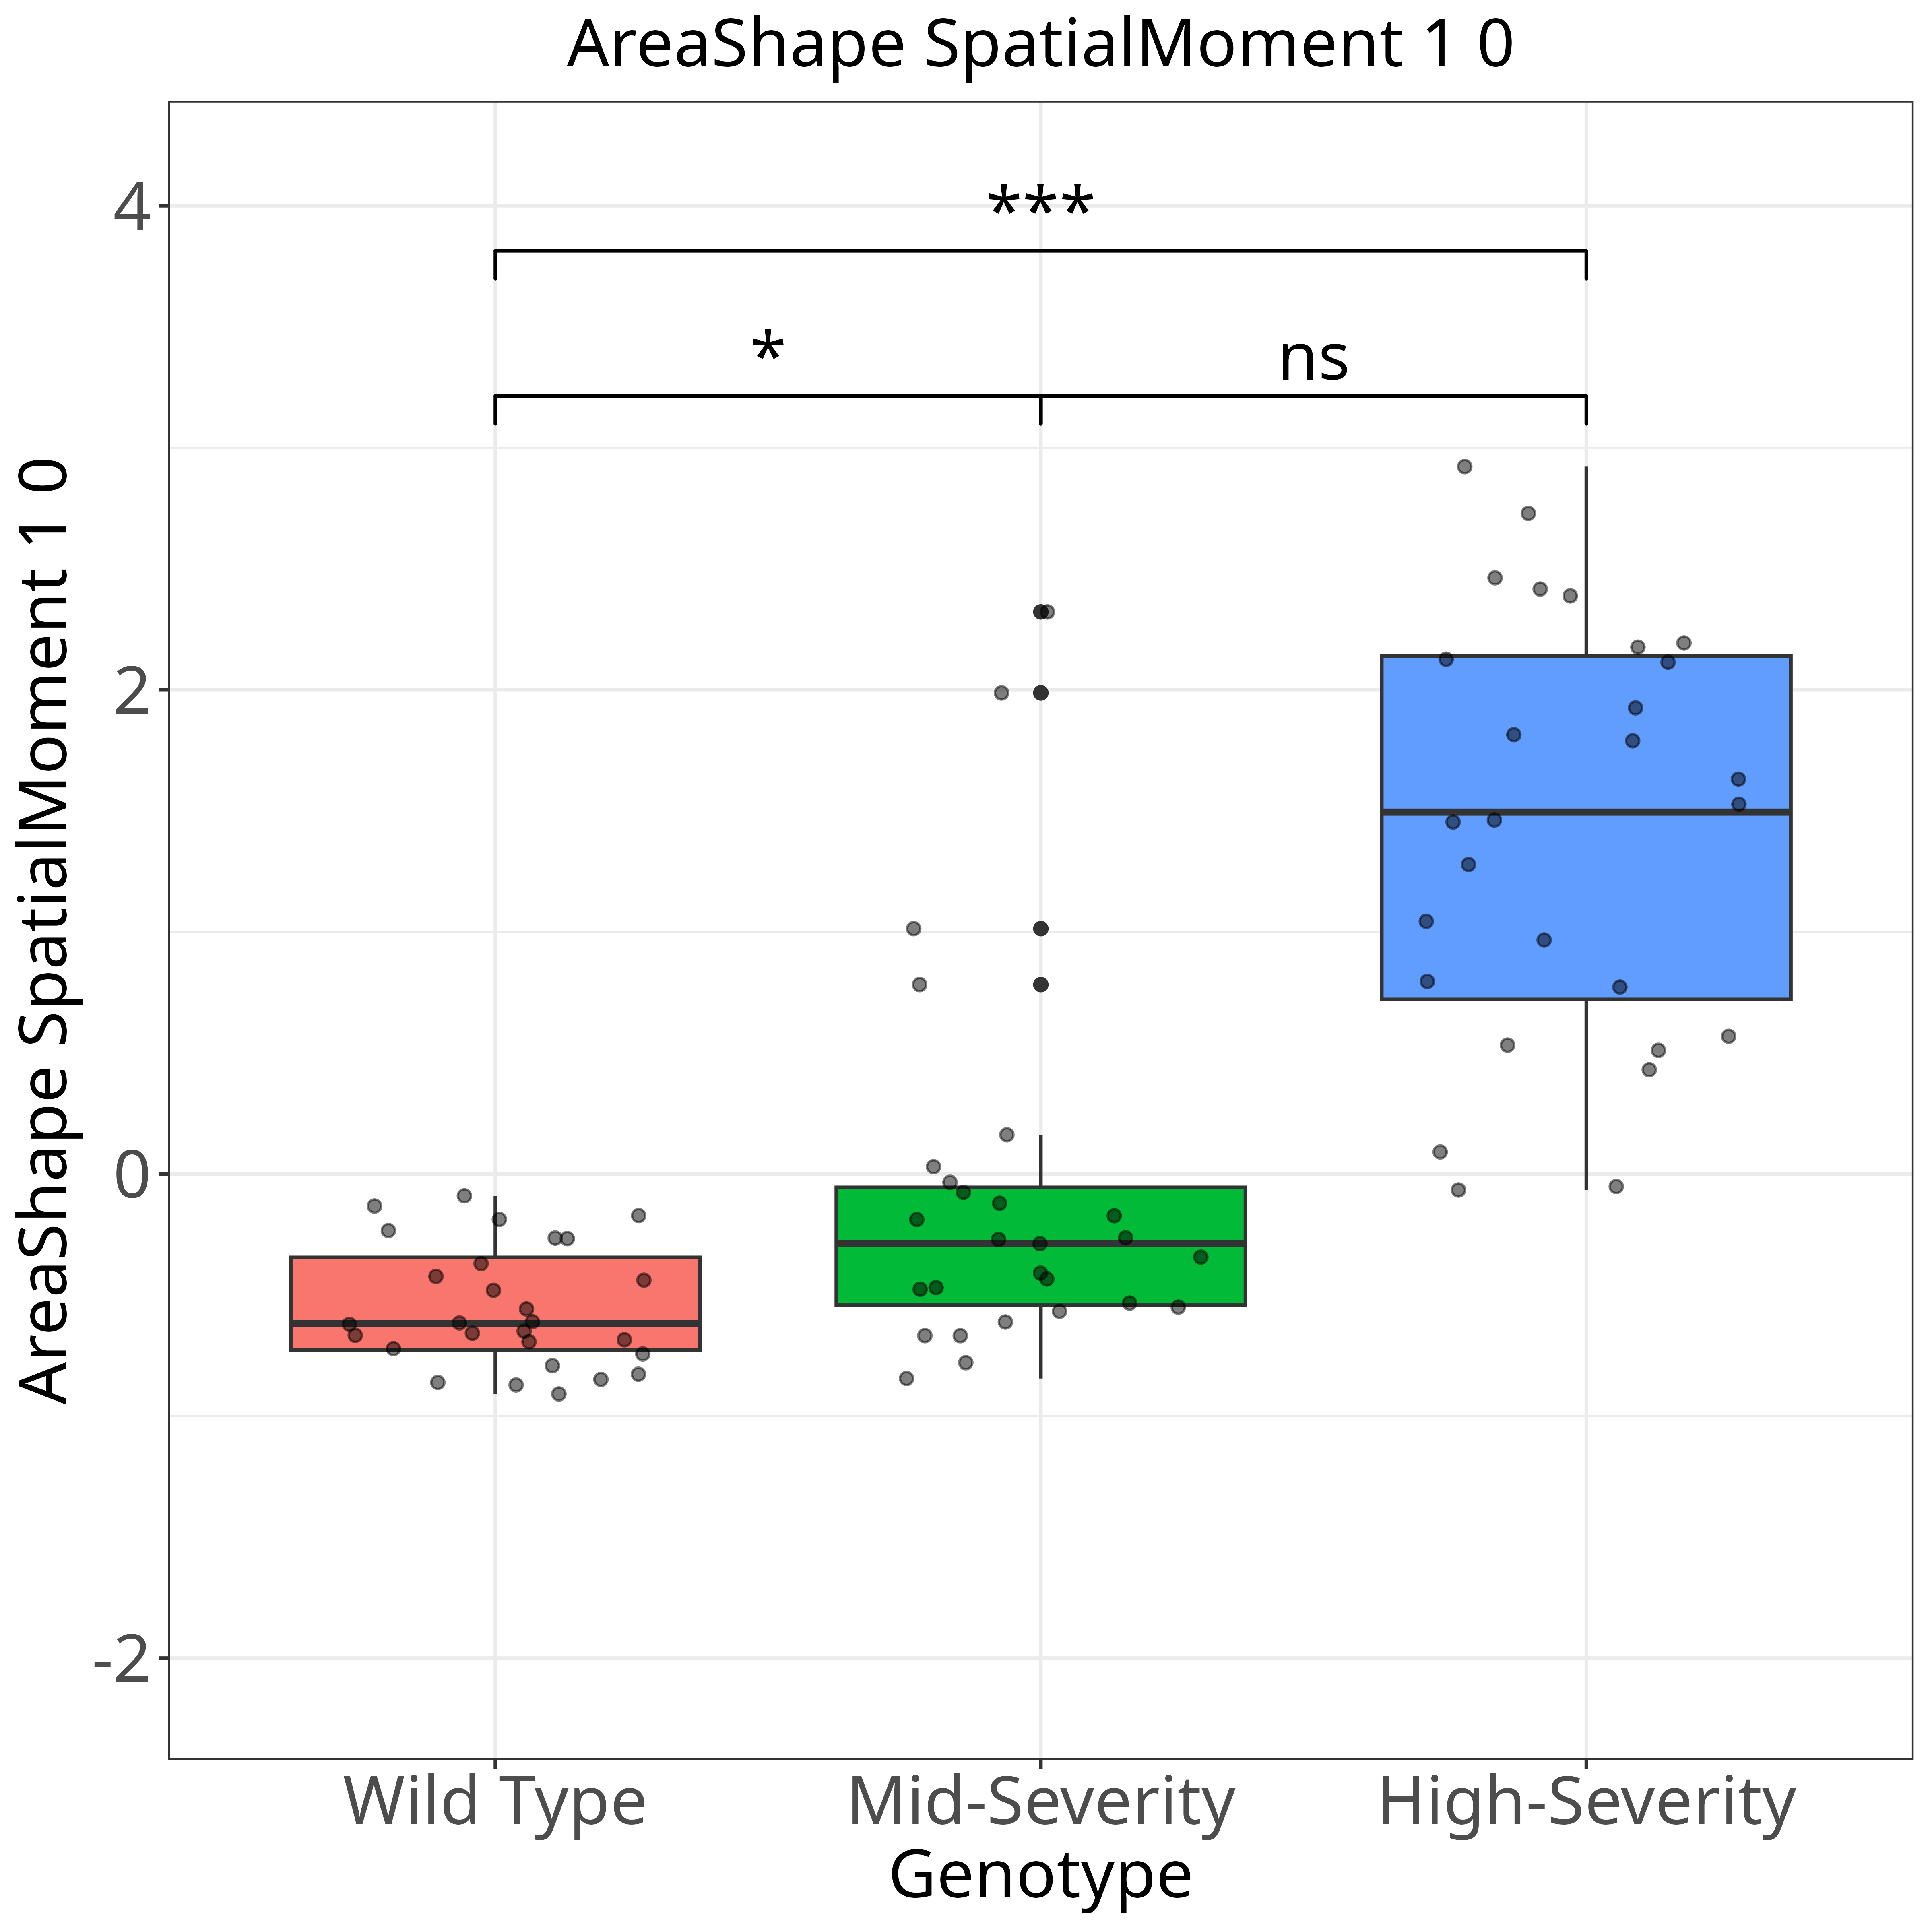 AreaShape SpatialMoment 1 0
AreaShape SpatialMoment 1 0
4
2
0
-2
***
*
ns
Wild Type
Mid-Severity
High-Severity
Genotype